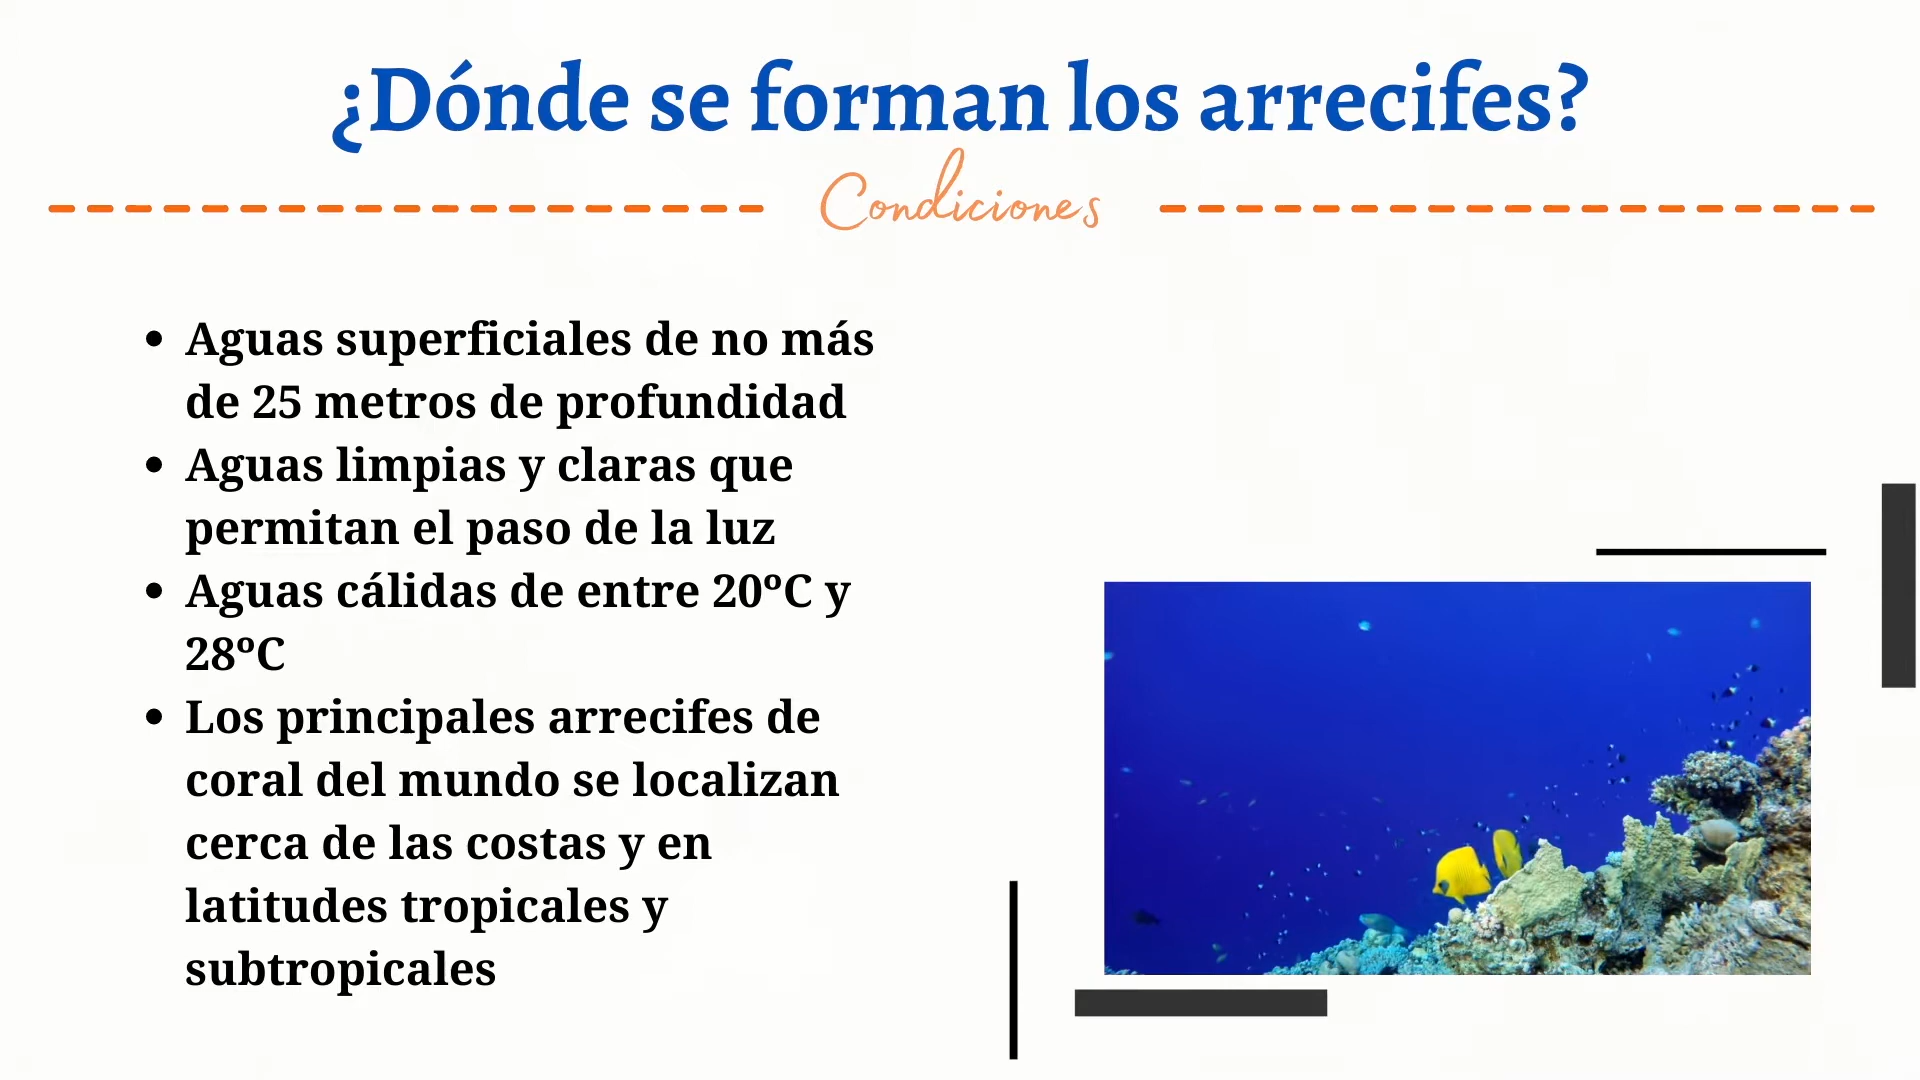 ¿Dónde se forman los arrecifes?
Condiciones
• Aguas superficiales de no más
de 25 metros de profundidad
• Aguas limpias y claras que
permitan el paso de la luz
• Aguas cálidas de entre 20ºC y
28ºC
• Los principales arrecifes de
coral del mundo se localizan
cerca de las costas y en
latitudes tropicales y
subtropicales